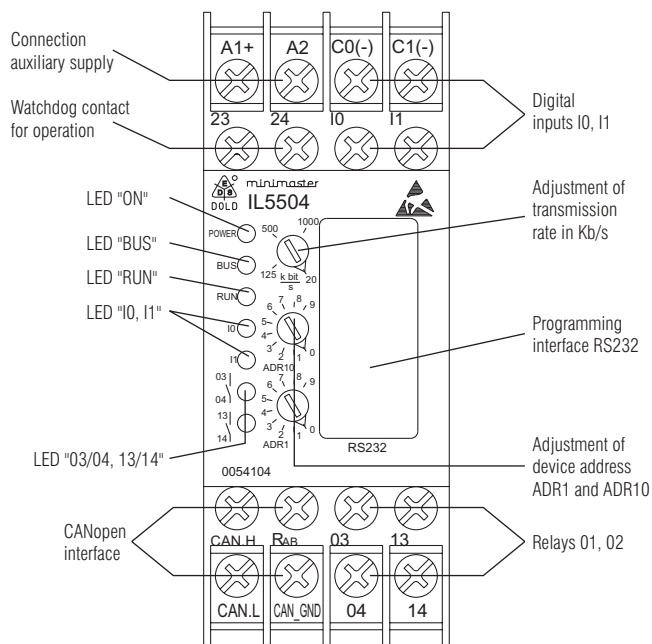 Connection
auxiliary supply
Watchdog contact
for operation
LED "ON"
LED "BUS"
LED "RUN"
LED "I0, I1"
LED "03/04, 13/14"
CANopen
interface
A1+ A2 C0(-) C1(-)
23 24 I0 I1
E
D S
DOLD
minimaster
IL5504
POWER
BUS
RUN
I0
I1
03
04
13
14
500 1000
125 k bit 20
s
0 1 2 3 4 5 6 7 8 9
ADR10
0 1 2 3 4 5 6 7 8 9
ADR1
RS232
0054104
CAN.H RAB 03 13
CAN.L CAN_GND 04 14
Digital
inputs I0, I1
Adjustment of
transmission
rate in Kb/s
Programming
interface RS232
Adjustment of
device address
ADR1 and ADR10
Relays 01, 02